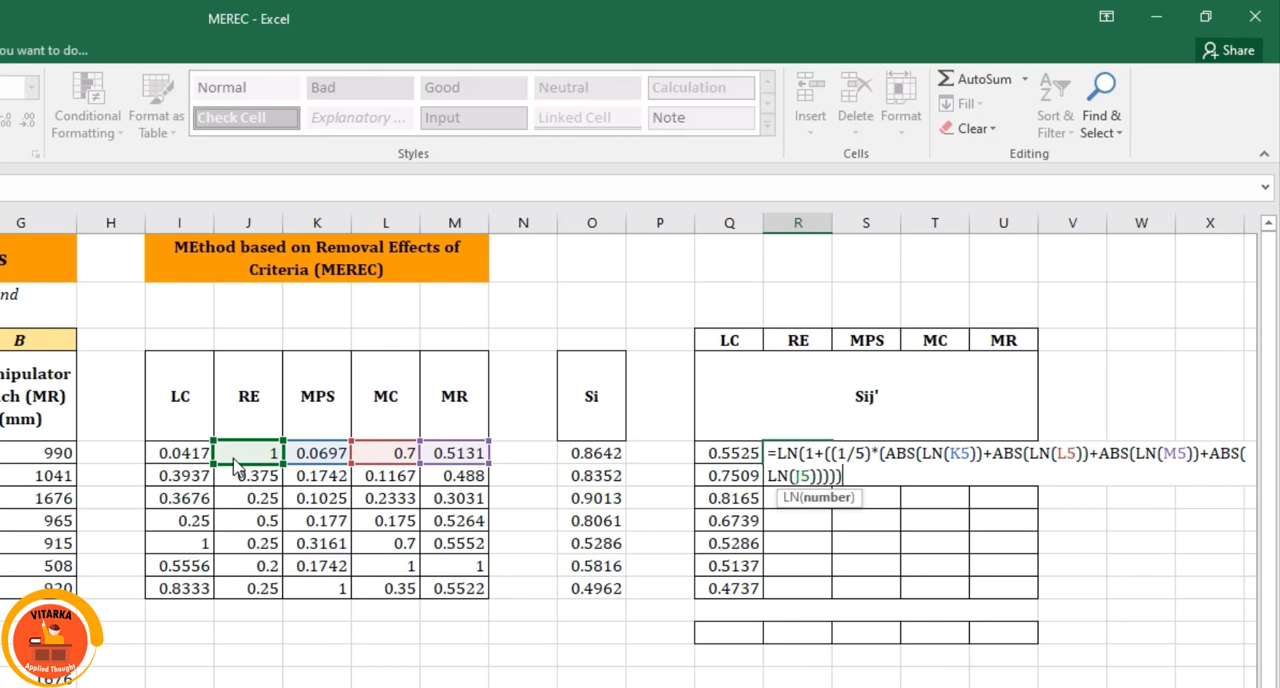 MEREC - Excel
ou want to do...
Share
Conditional Formatting
Format as Table
Normal Bad Good Neutral Calculation
Check Cell Explanatory ... Input Linked Cell Note
Insert Delete Format
AutoSum
Fill
Clear
Sort & Filter
Find & Select
Styles Cells Editing
G H I J K L M N O P Q R S T U V W X
S
MEthod based on Removal Effects of
Criteria (MEREC)
nd
B
LC RE MPS MC MR
nipulator
ch (MR)
(mm)
LC RE MPS MC MR Si Sij'
990 0.0417 1 0.0697 0.7 0.5131 0.8642 0.5525 =LN(1+((1/5)*(ABS(LN(K5))+ABS(LN(L5))+ABS(LN(M5))+ABS(
1041 0.3937 0.375 0.1742 0.1167 0.488 0.8352 0.7509 LN(J5)))))
LN(number)
1676 0.3676 0.25 0.1025 0.2333 0.3031 0.9013 0.8165
965 0.25 0.5 0.177 0.175 0.5264 0.8061 0.6739
915 1 0.25 0.3161 0.7 0.5552 0.5286 0.5286
508 0.5556 0.2 0.1742 1 1 0.5816 0.5137
920 0.8333 0.25 1 0.35 0.5522 0.4962 0.4737
VITARKA
Applied Thought
1676